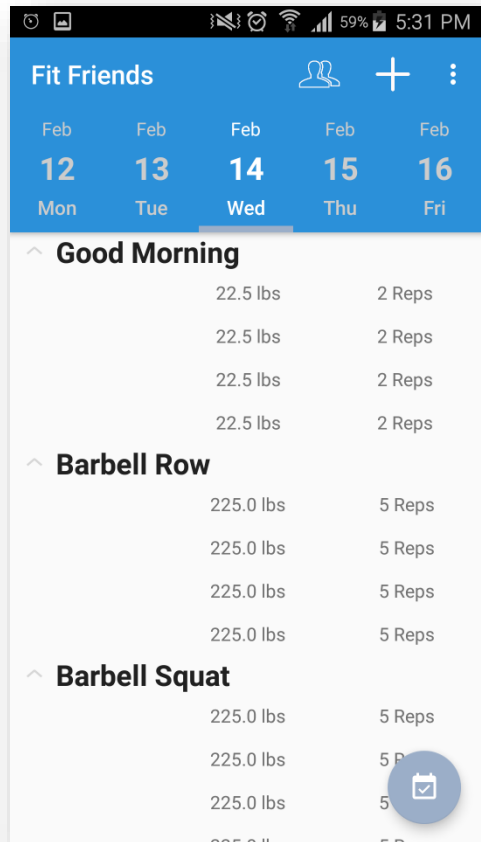 59% 5:31 PM
Fit Friends
Feb Feb Feb Feb Feb
12 13 14 15 16
Mon Tue Wed Thu Fri
Good Morning
22.5 lbs 2 Reps
22.5 lbs 2 Reps
22.5 lbs 2 Reps
22.5 lbs 2 Reps
Barbell Row
225.0 lbs 5 Reps
225.0 lbs 5 Reps
225.0 lbs 5 Reps
225.0 lbs 5 Reps
Barbell Squat
225.0 lbs 5 Reps
225.0 lbs 5
225.0 lbs 5